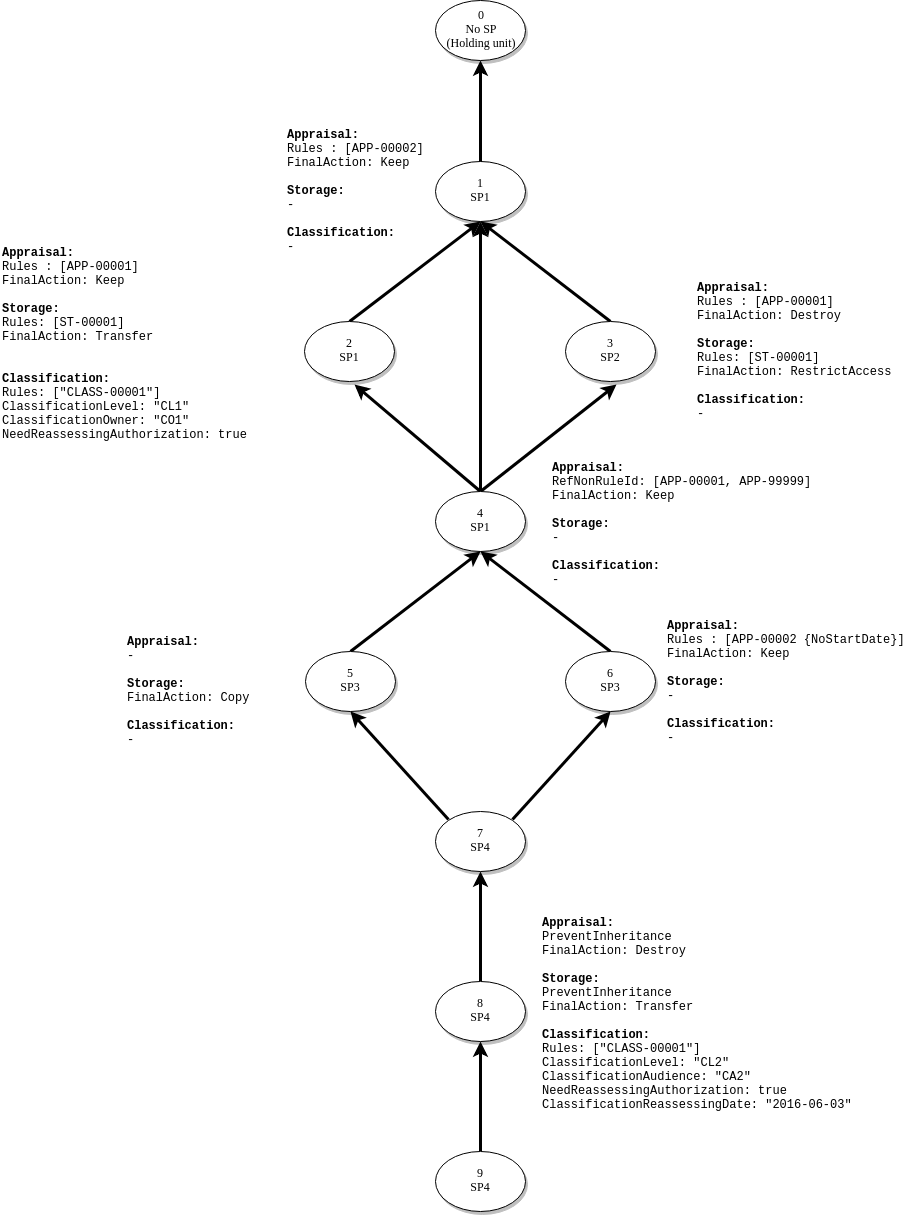 0
No SP
(Holding unit)
Appraisal:
Rules : [APP-00002]
FinalAction: Keep
Storage:
-
Classification:
-
1
SP1
Appraisal:
Rules : [APP-00001]
FinalAction: Keep
Storage:
Rules: [ST-00001]
FinalAction: Transfer
Classification:
Rules: ["CLASS-00001"]
ClassificationLevel: "CL1"
ClassificationOwner: "CO1"
NeedReassessingAuthorization: true
2
SP1
3
SP2
Appraisal:
Rules : [APP-00001]
FinalAction: Destroy
Storage:
Rules: [ST-00001]
FinalAction: RestrictAccess
Classification:
-
4
SP1
Appraisal:
RefNonRuleId: [APP-00001, APP-99999]
FinalAction: Keep
Storage:
-
Classification:
-
Appraisal:
-
Storage:
FinalAction: Copy
Classification:
-
5
SP3
6
SP3
Appraisal:
Rules : [APP-00002 {NoStartDate}]
FinalAction: Keep
Storage:
-
Classification:
-
7
SP4
8
SP4
Appraisal:
PreventInheritance
FinalAction: Destroy
Storage:
PreventInheritance
FinalAction: Transfer
Classification:
Rules: ["CLASS-00001"]
ClassificationLevel: "CL2"
ClassificationAudience: "CA2"
NeedReassessingAuthorization: true
ClassificationReassessingDate: "2016-06-03"
9
SP4